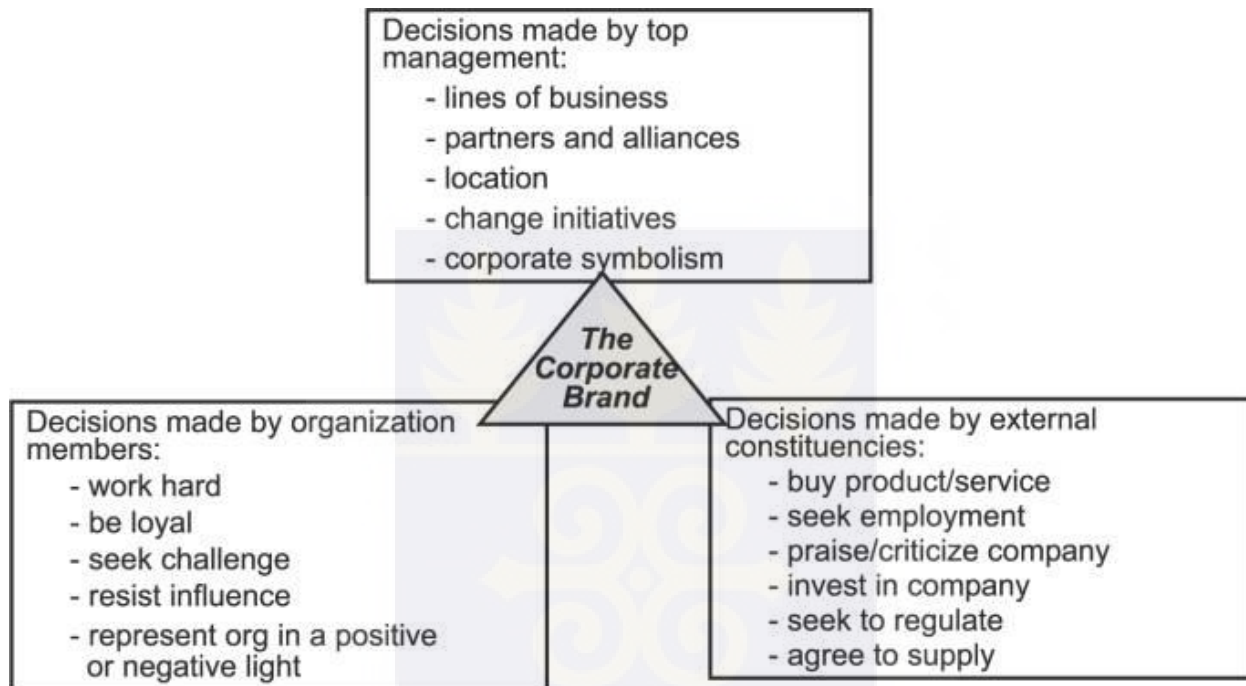 Decisions made by top
management:
- lines of business
- partners and alliances
- location
- change initiatives
- corporate symbolism
The
Corporate
Brand
Decisions made by organization
members:
- work hard
- be loyal
- seek challenge
- resist influence
- represent org in a positive
or negative light
Decisions made by external
constituencies:
- buy product/service
- seek employment
- praise/criticize company
- invest in company
- seek to regulate
- agree to supply